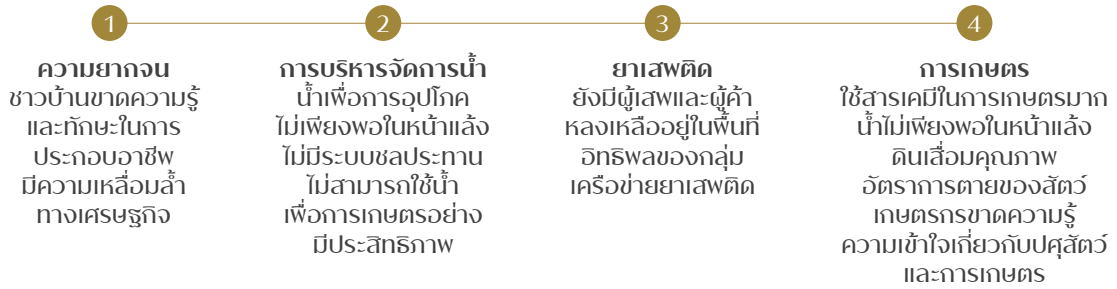 1
ความยากจน
ชาวบ้านขาดความรู้
และทักษะในการ
ประกอบอาชีพ
มีความเหลื่อมล้ำ
ทางเศรษฐกิจ
2
การบริหารจัดการน้ำ
น้ำเพื่อการอุปโภค
ไม่เพียงพอในหน้าแล้ง
ไม่มีระบบชลประทาน
ไม่สามารถใช้น้ำ
เพื่อการเกษตรอย่าง
มีประสิทธิภาพ
3
ยาเสพติด
ยังมีผู้เสพและผู้ค้า
หลงเหลืออยู่ในพื้นที่
อิทธิพลของกลุ่ม
เครือข่ายยาเสพติด
4
การเกษตร
ใช้สารเคมีในการเกษตรมาก
น้ำไม่เพียงพอในหน้าแล้ง
ดินเสื่อมคุณภาพ
อัตราการตายของสัตว์
เกษตรกรขาดความรู้
ความเข้าใจเกี่ยวกับปศุสัตว์
และการเกษตร